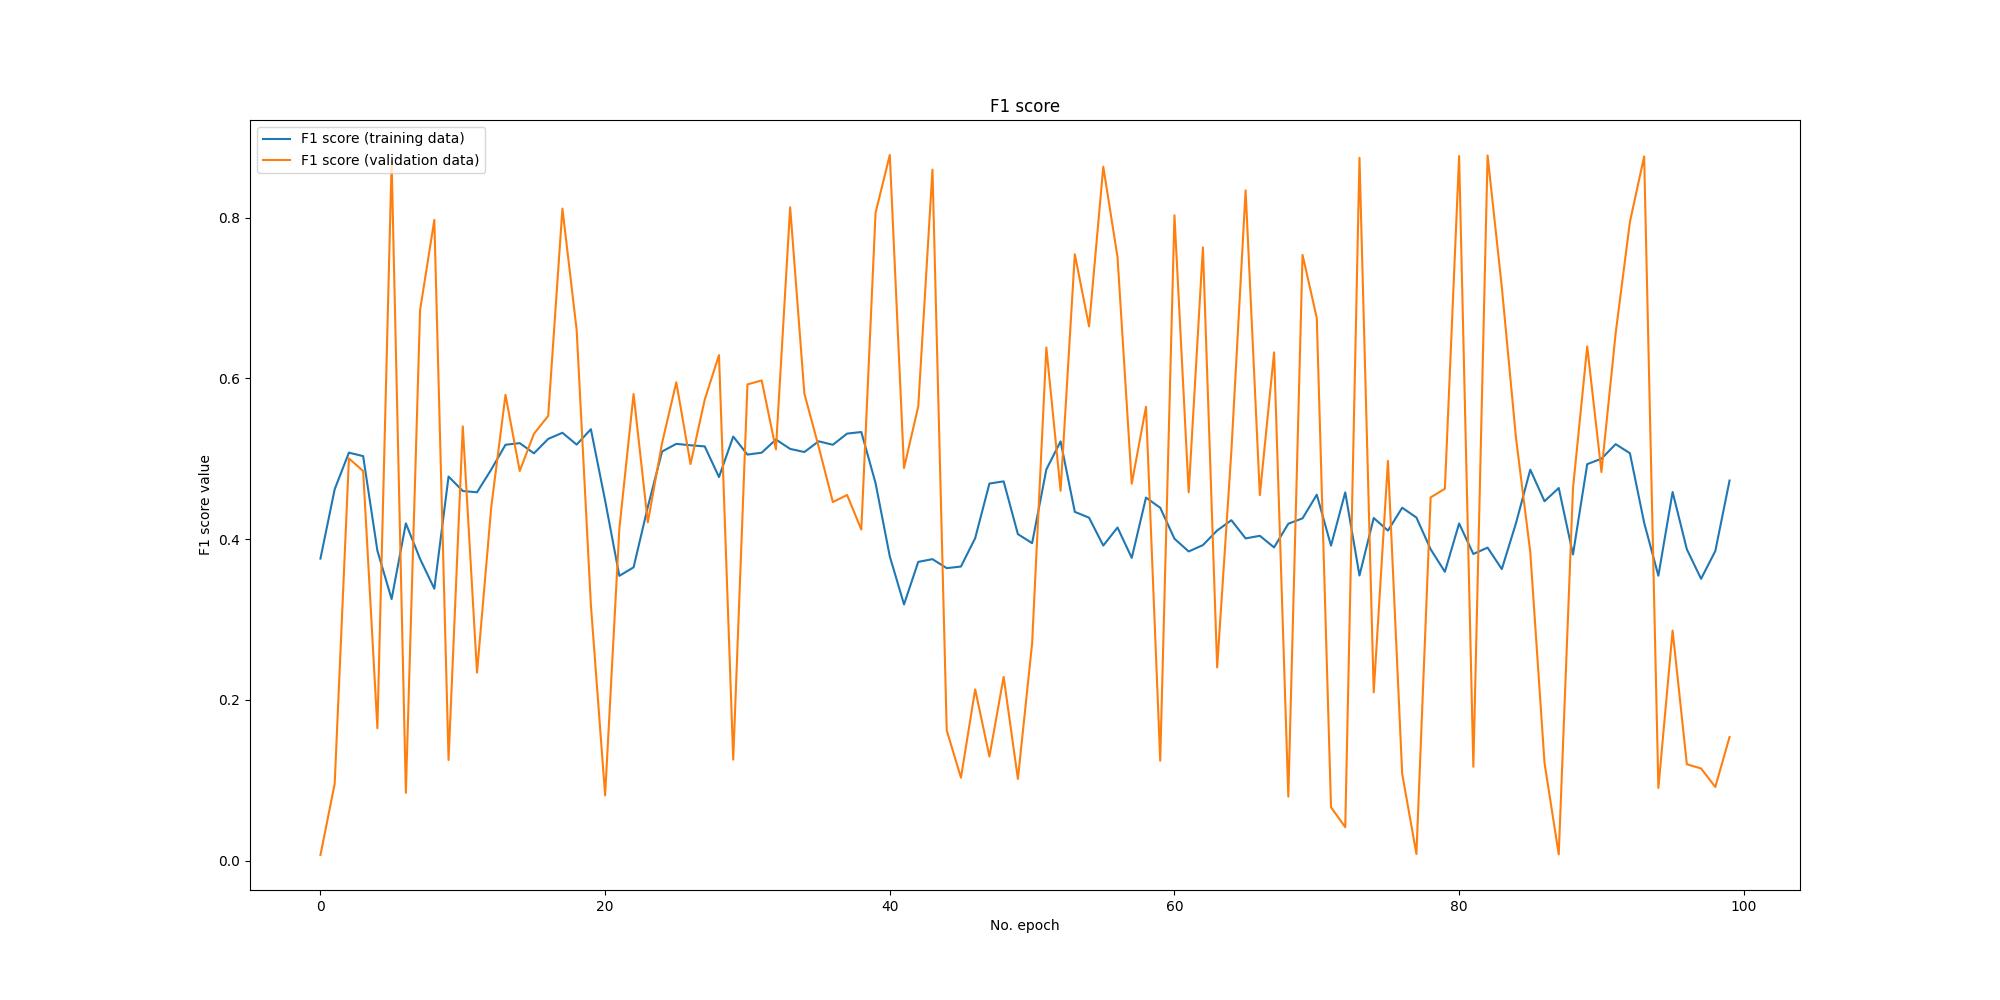 F1 score
F1 score (training data)
F1 score (validation data)
F1 score value
0.8
0.6
0.4
0.2
0.0
0 20 40 60 80 100
No. epoch